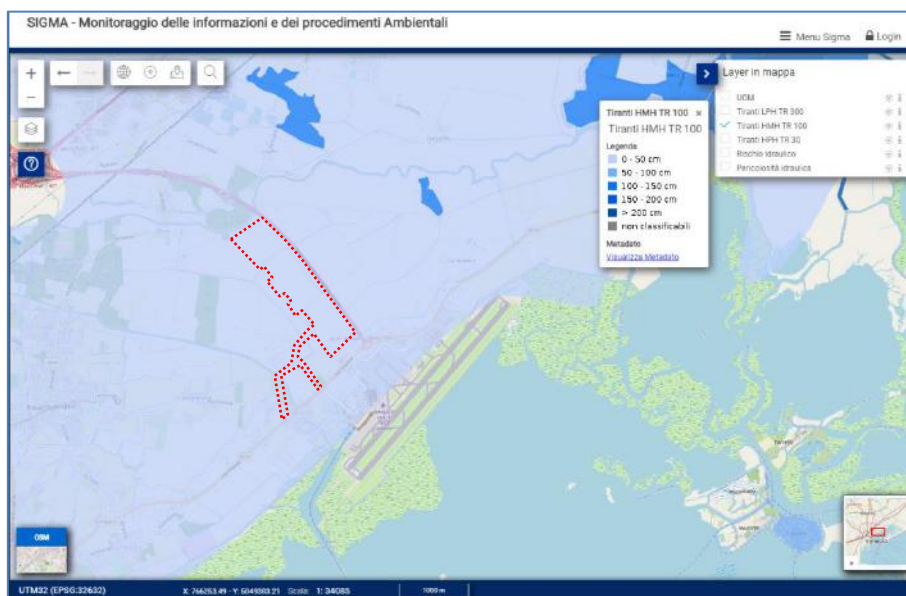 SIGMA - Monitoraggio delle informazioni e dei procedimenti Ambientali
Menu Sigma
Login
Layer in mappa
UOM
Tiranti LPH TR 300
Tiranti HMH TR 100
Tiranti HPH TR 30
Rischio Idraulico
Pericolosità idraulica
Tiranti HMH TR 100 ×
Tiranti HMH TR 100
Legenda
0 - 50 cm
50 - 100 cm
100 - 150 cm
150 - 200 cm
> 200 cm
non classificabili
Metadato
Visualizza Metadato
OSM
UTM32 (EPSG:32632)
X: 766253.49 - Y: 5049383.21 Scala: 1: 34085
1000 m